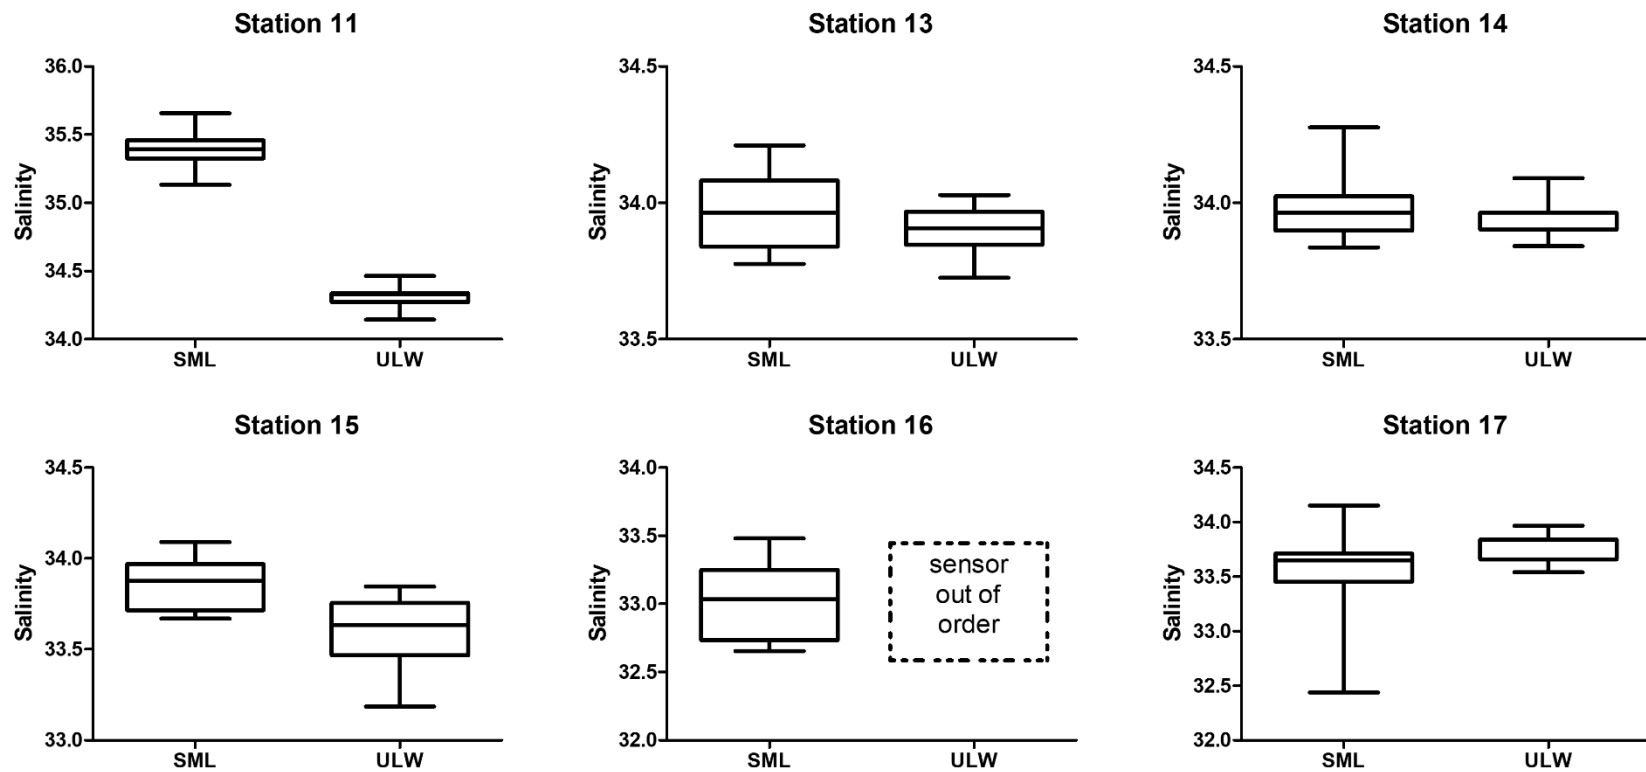 Station 11
Station 13
Station 14
36.0
35.5
35.0
34.5
34.0
Salinity
SML
ULW
34.5
34.0
33.5
Salinity
SML
ULW
34.5
34.0
33.5
Salinity
SML
ULW
Station 15
Station 16
Station 17
34.5
34.0
33.5
33.0
Salinity
SML
ULW
34.0
33.5
33.0
32.5
32.0
Salinity
sensor
out of
order
SML
ULW
34.5
34.0
33.5
33.0
32.5
32.0
Salinity
SML
ULW